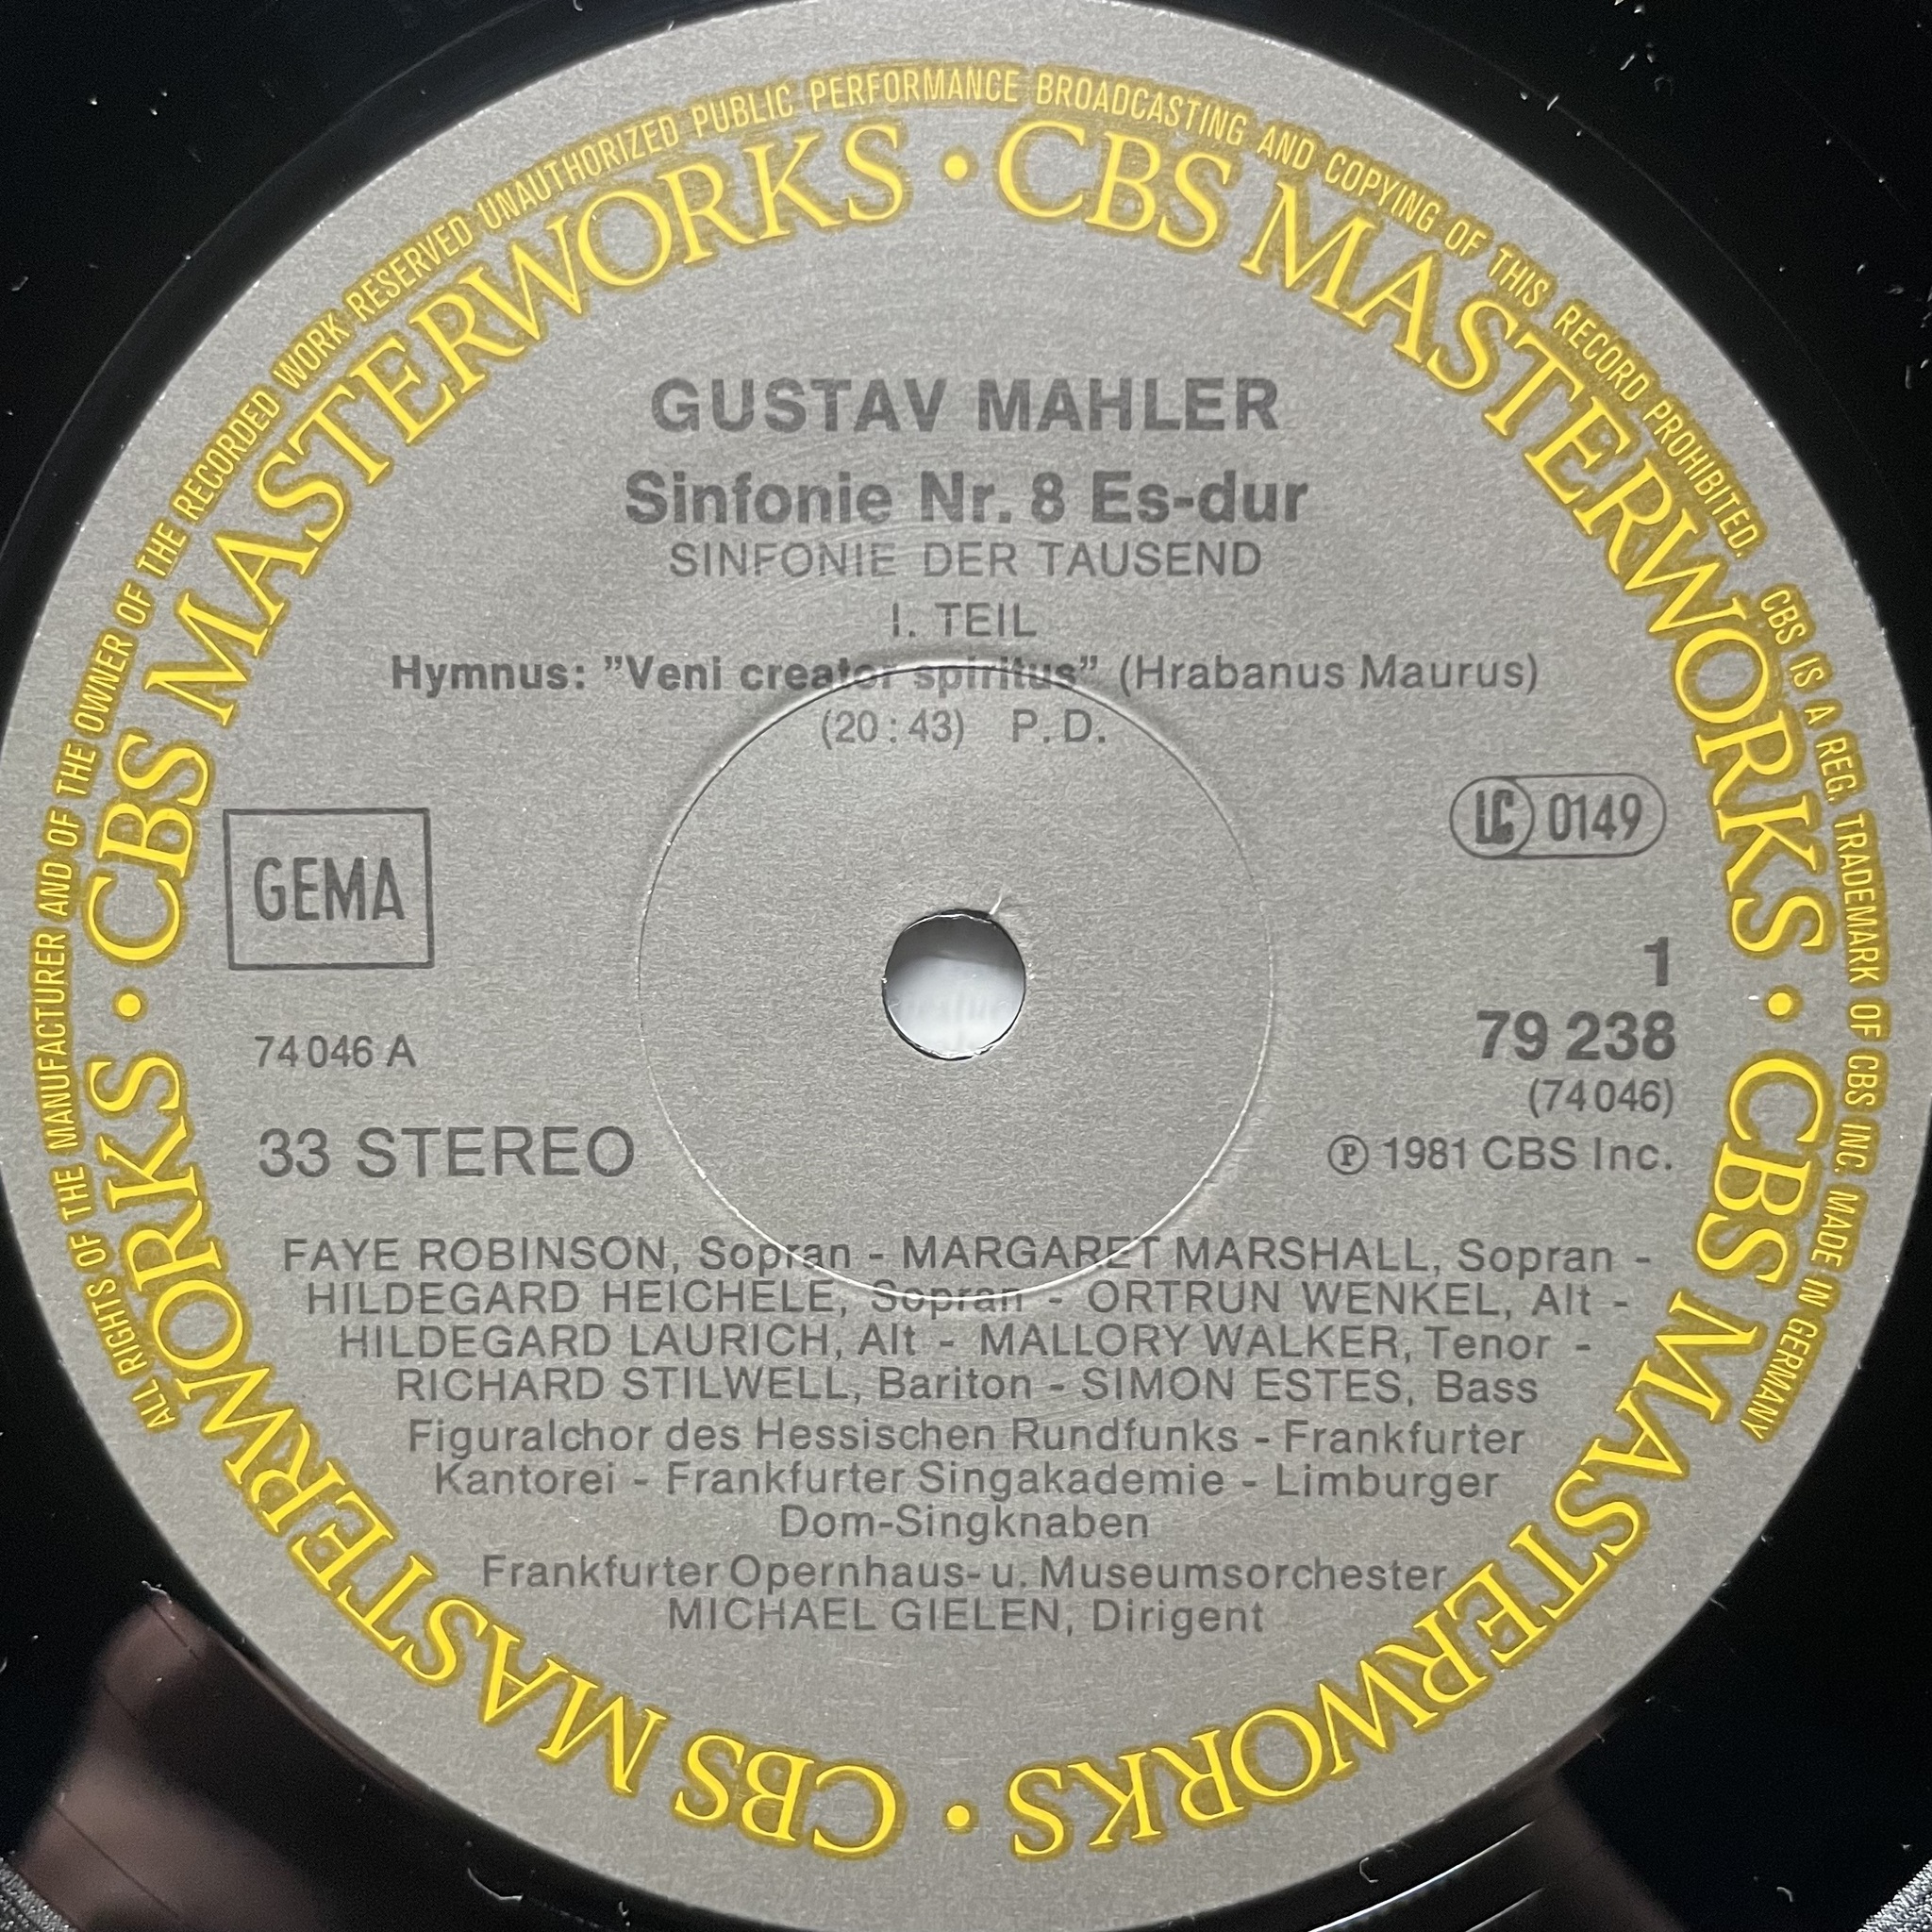 ALL RIGHTS OF THE MANUFACTURER AND OF THE OWNER OF THE RECORDED WORK RESERVED UNAUTHORIZED PUBLIC PERFORMANCE BROADCASTING AND COPYING OF THIS RECORD PROHIBITED. CBS IS A REG. TRADEMARK OF CBS INC. MADE IN GERMANY
CBS MASTERWORKS • CBS MASTERWORKS • CBS MASTERWORKS • CBS MASTERWORKS •
GUSTAV MAHLER
Sinfonie Nr. 8 Es-dur
SINFONIE DER TAUSEND
I. TEIL
Hymnus: ”Veni creator spiritus” (Hrabanus Maurus)
(20:43) P.D.
GEMA
LC 0149
1
79 238
74 046 A
(74 046)
33 STEREO
℗ 1981 CBS Inc.
FAYE ROBINSON, Sopran - MARGARET MARSHALL, Sopran -
HILDEGARD HEICHELE, Sopran - ORTRUN WENKEL, Alt -
HILDEGARD LAURICH, Alt - MALLORY WALKER, Tenor -
RICHARD STILWELL, Bariton - SIMON ESTES, Bass
Figuralchor des Hessischen Rundfunks - Frankfurter
Kantorei - Frankfurter Singakademie - Limburger
Dom-Singknaben
Frankfurter Opernhaus- u. Museumsorchester
MICHAEL GIELEN, Dirigent